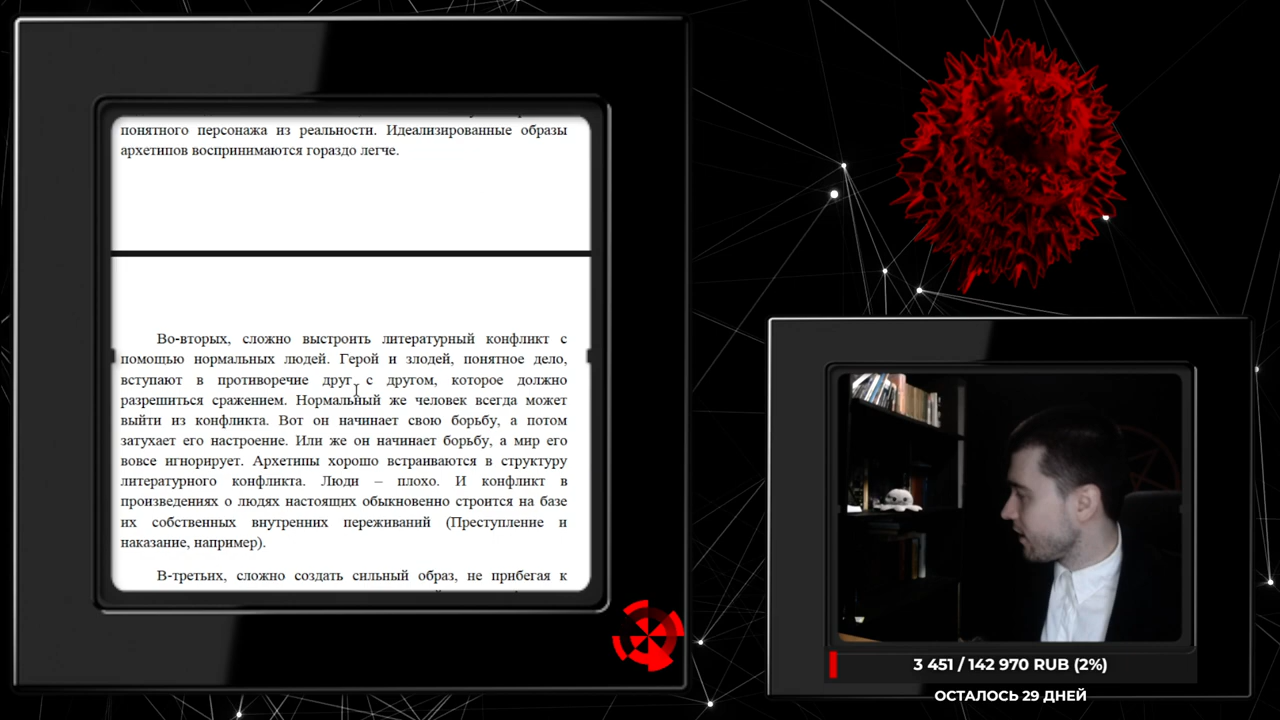 понятного персонажа из реальности. Идеализированные образы
архетипов воспринимаются гораздо легче.
Во-вторых, сложно выстроить литературный конфликт с
помощью нормальных людей. Герой и злодей, понятное дело,
вступают в противоречие друг с другом, которое должно
разрешиться сражением. Нормальный же человек всегда может
выйти из конфликта. Вот он начинает свою борьбу, а потом
затухает его настроение. Или же он начинает борьбу, а мир его
вовсе игнорирует. Архетипы хорошо встраиваются в структуру
литературного конфликта. Люди – плохо. И конфликт в
произведениях о людях настоящих обыкновенно строится на базе
их собственных внутренних переживаний (Преступление и
наказание, например).
В-третьих, сложно создать сильный образ, не прибегая к
3 451 / 142 970 RUB (2%)
ОСТАЛОСЬ 29 ДНЕЙ